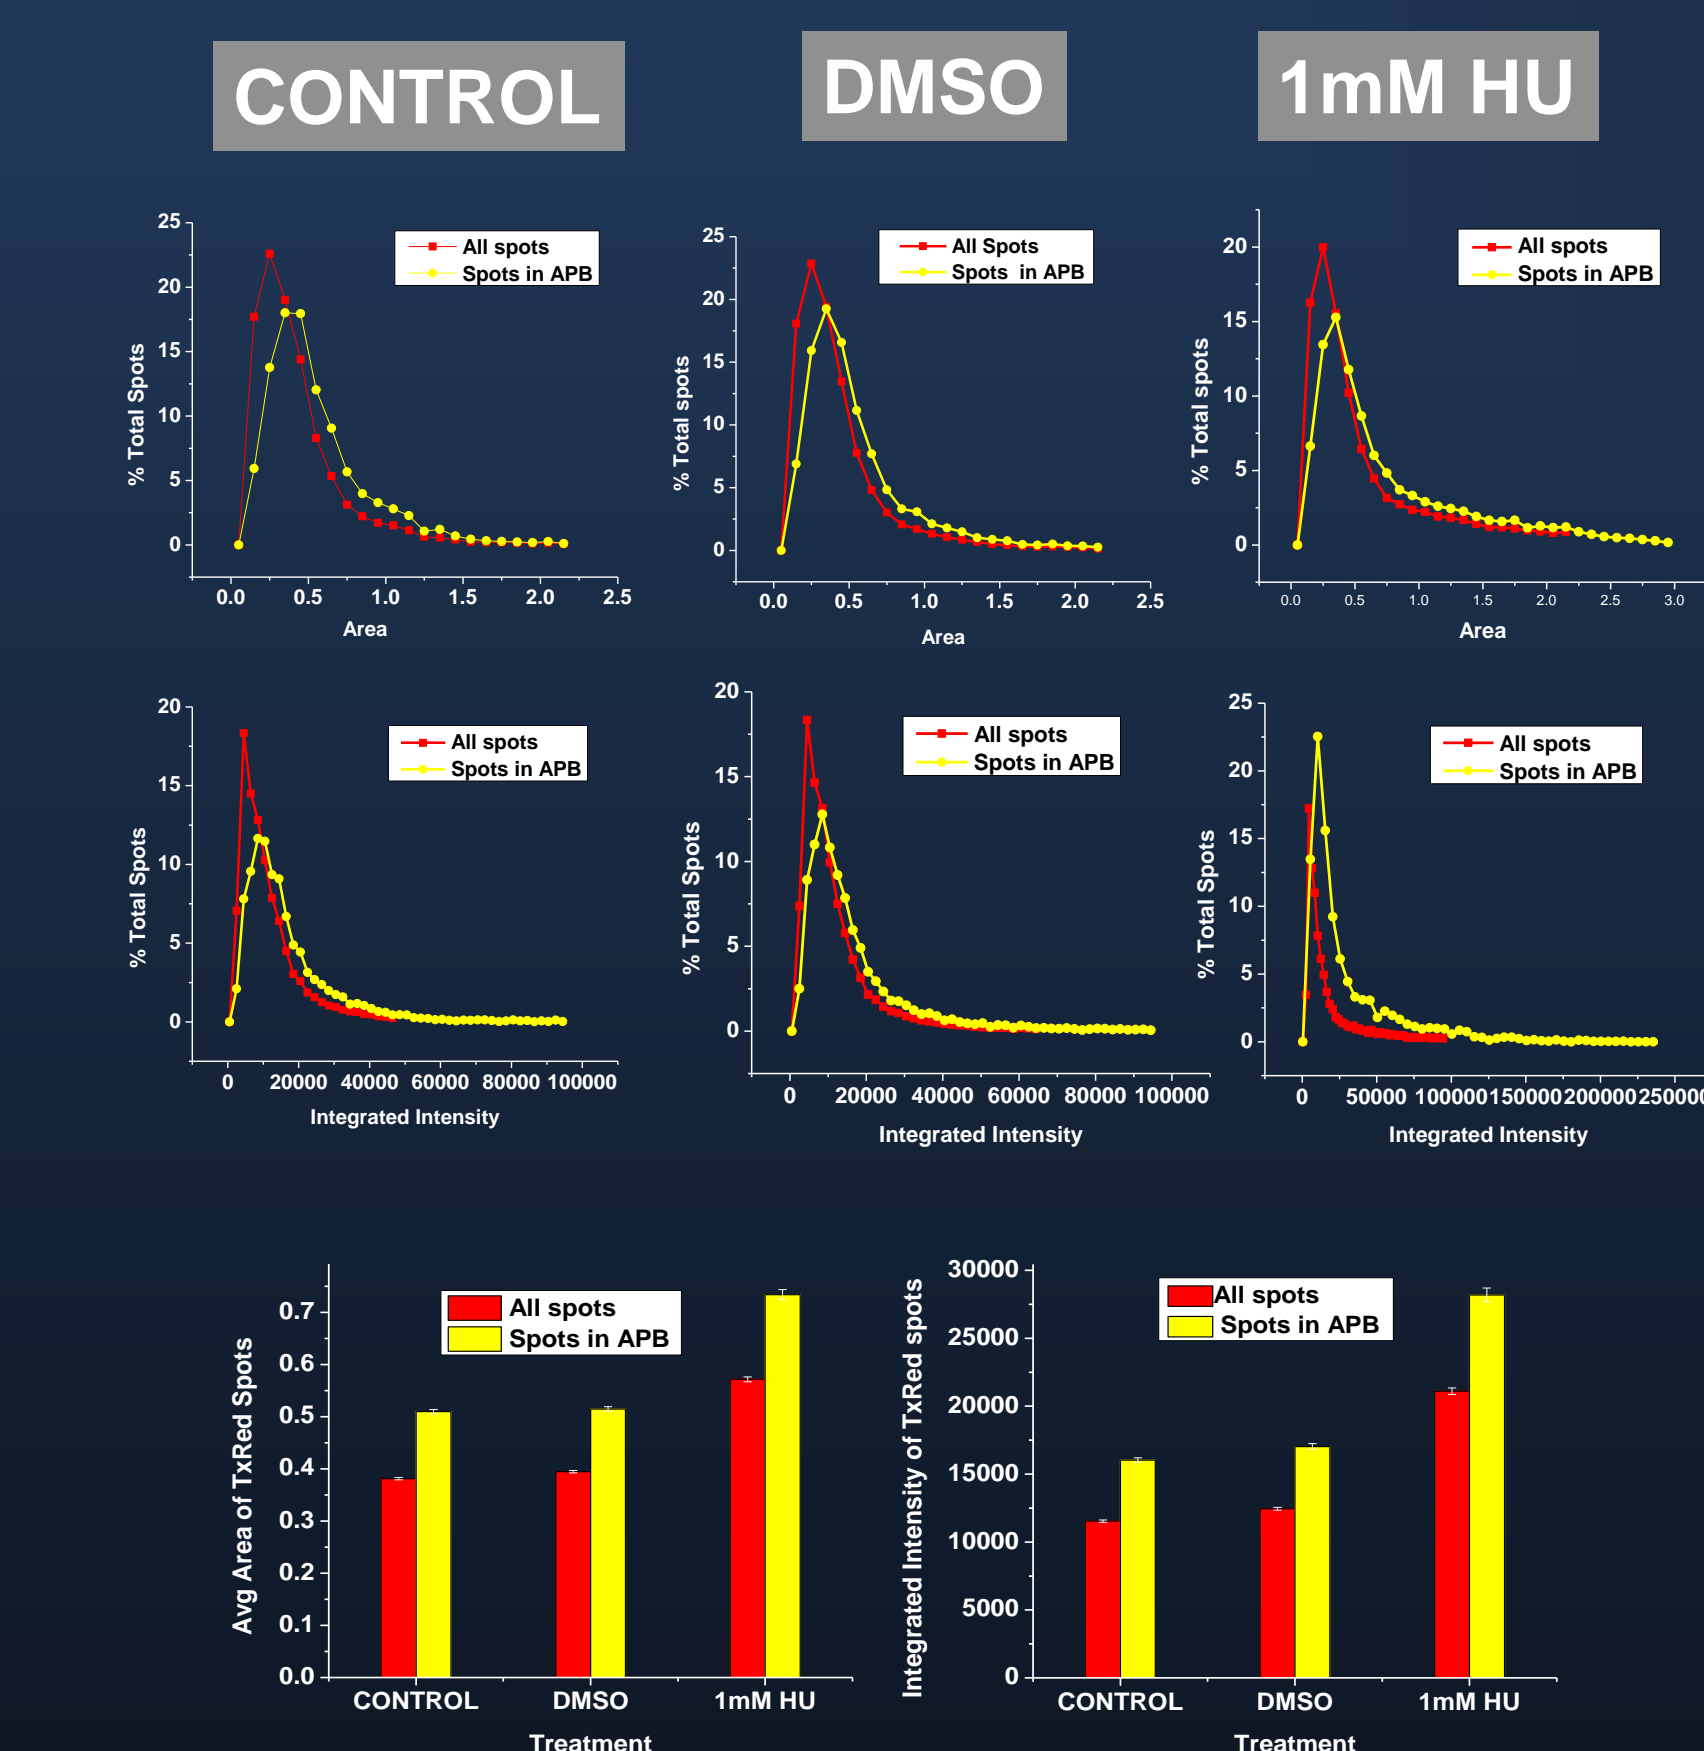 CONTROL
DMSO
1mM HU
25
20
15
10
5
0
% Total Spots
All spots
Spots in APB
0.0 0.5 1.0 1.5 2.0 2.5
Area
25
20
15
10
5
0
% Total spots
All Spots
Spots in APB
0.0 0.5 1.0 1.5 2.0 2.5
Area
20
15
10
5
0
% Total spots
All spots
Spots in APB
0.0 0.5 1.0 1.5 2.0 2.5 3.0
Area
20
15
10
5
0
% Total Spots
All spots
Spots in APB
0 20000 40000 60000 80000 100000
Integrated Intensity
20
15
10
5
0
% Total Spots
All spots
Spots in APB
0 20000 40000 60000 80000 100000
Integrated Intensity
25
20
15
10
5
0
% Total Spots
All spots
Spots in APB
0 50000 100000 150000 200000 250000
Integrated Intensity
0.7
0.6
0.5
0.4
0.3
0.2
0.1
0.0
Avg Area of TxRed Spots
All spots
Spots in APB
CONTROL DMSO 1mM HU
Treatment
30000
25000
20000
15000
10000
5000
0
Integrated Intensity of TxRed spots
All spots
Spots in APB
CONTROL DMSO 1mM HU
Treatment